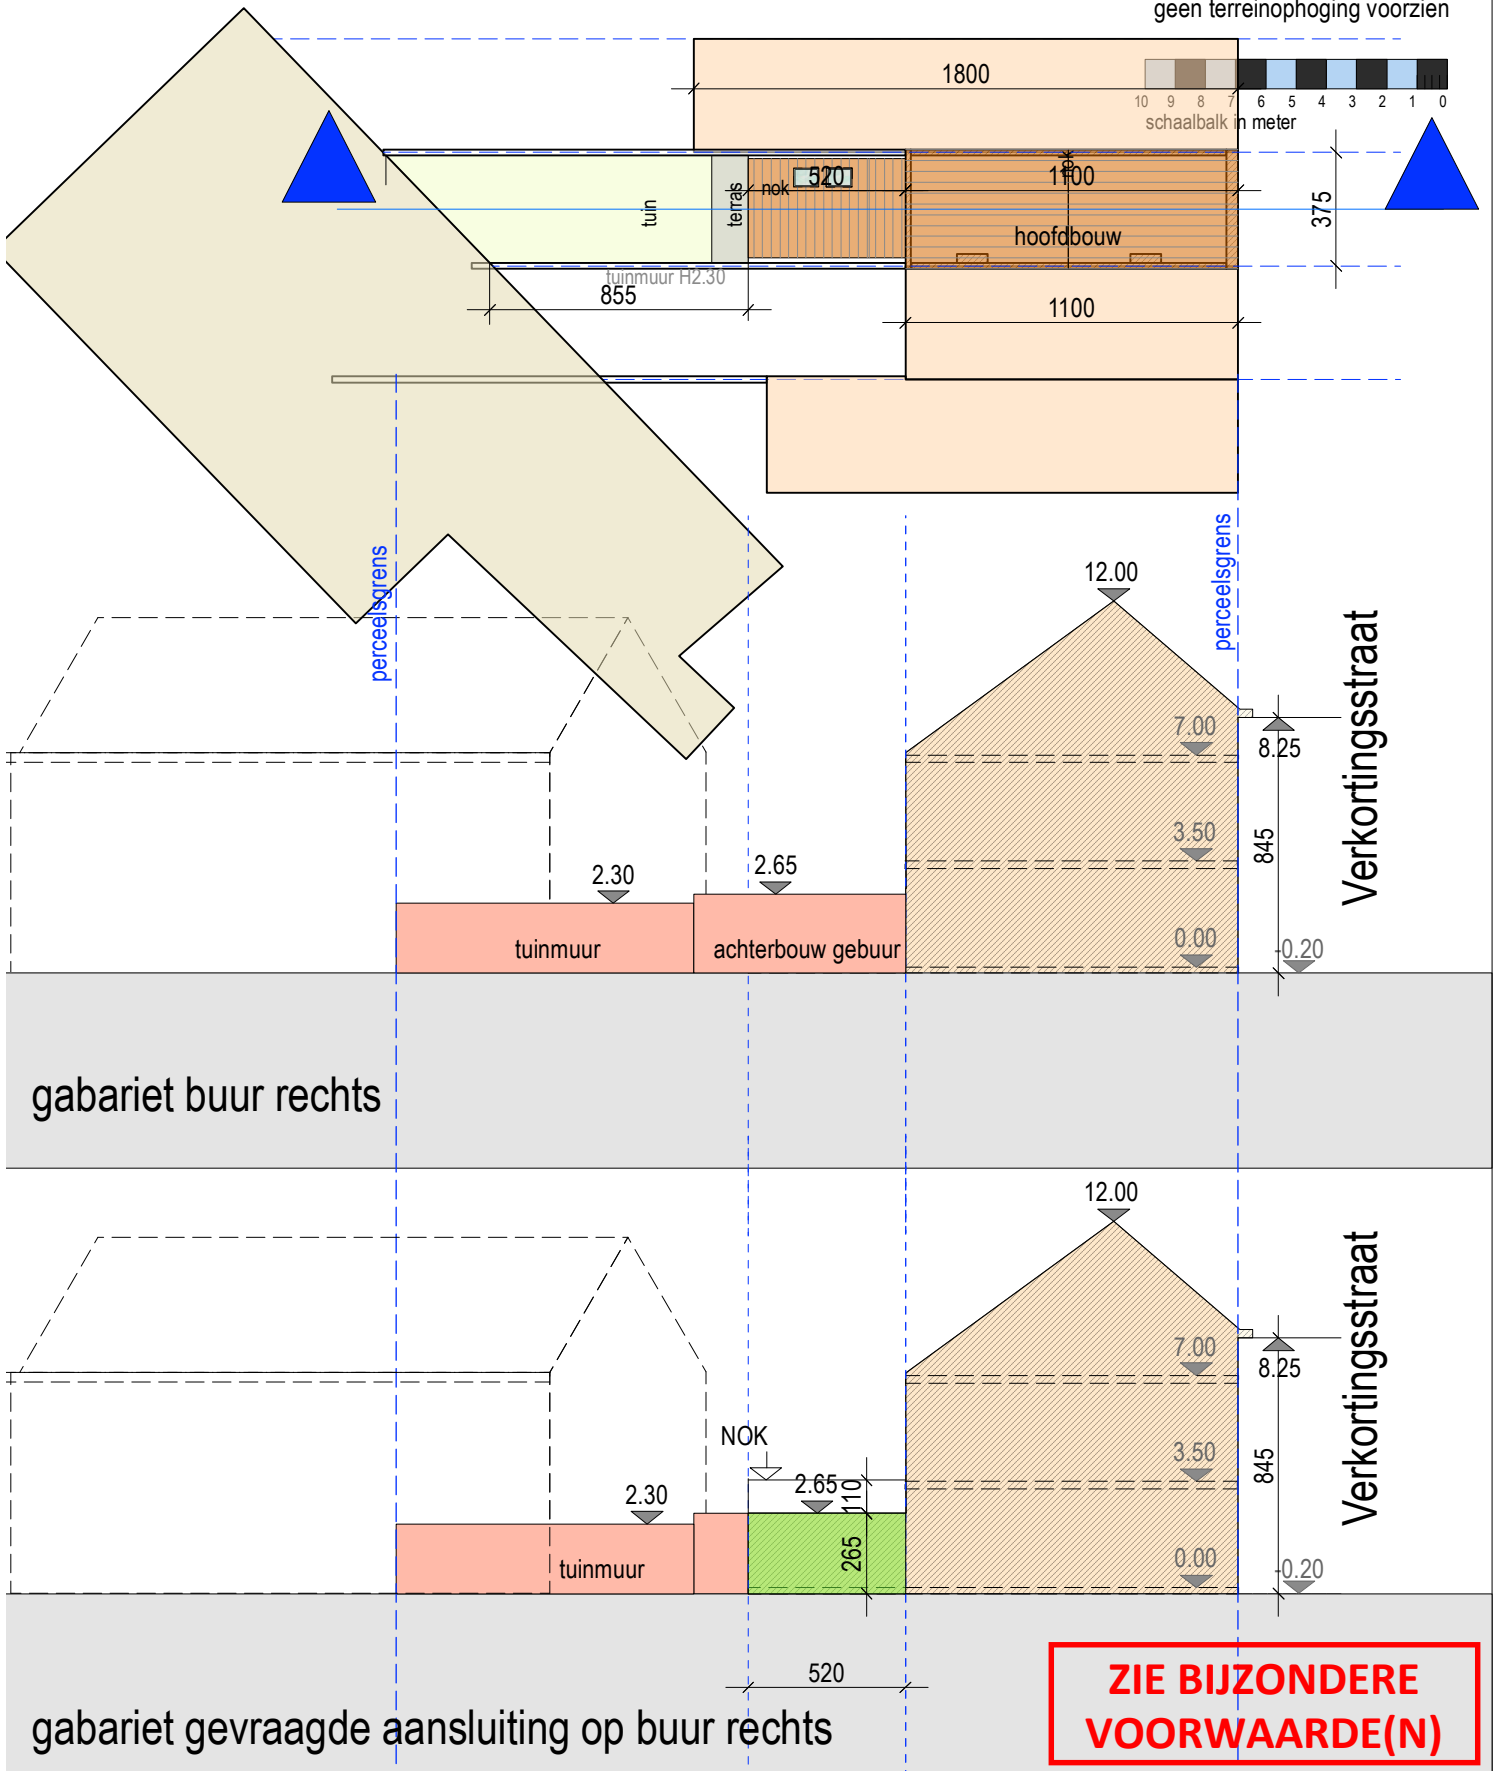 geen terreinophoging voorzien
1800
10 9 8 7 6 5 4 3 2 1 0
schaalbalk in meter
nok
520
1100
nok
tuin
terras
hoofdbouw
375
tuinmuur H2.30
855
1100
perceelsgrens
perceelsgrens
12.00
Verkortingsstraat
7.00
8.25
3.50
845
2.30
2.65
0.00
-0.20
tuinmuur
achterbouw gebuur
gabariet buur rechts
12.00
Verkortingsstraat
7.00
8.25
NOK
3.50
845
2.30
2.65
110
265
0.00
-0.20
tuinmuur
520
gabariet gevraagde aansluiting op buur rechts
ZIE BIJZONDERE
VOORWAARDE(N)